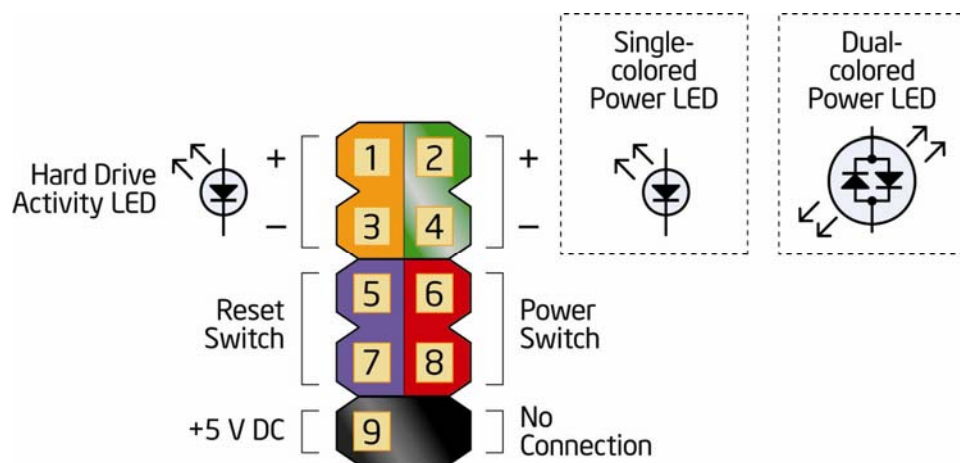 Single-
colored
Power LED
Dual-
colored
Power LED
Hard Drive
Activity LED
+
1
2
+
−
3
4
−
Reset
Switch
5
6
7
8
Power
Switch
+5 V DC
9
No
Connection